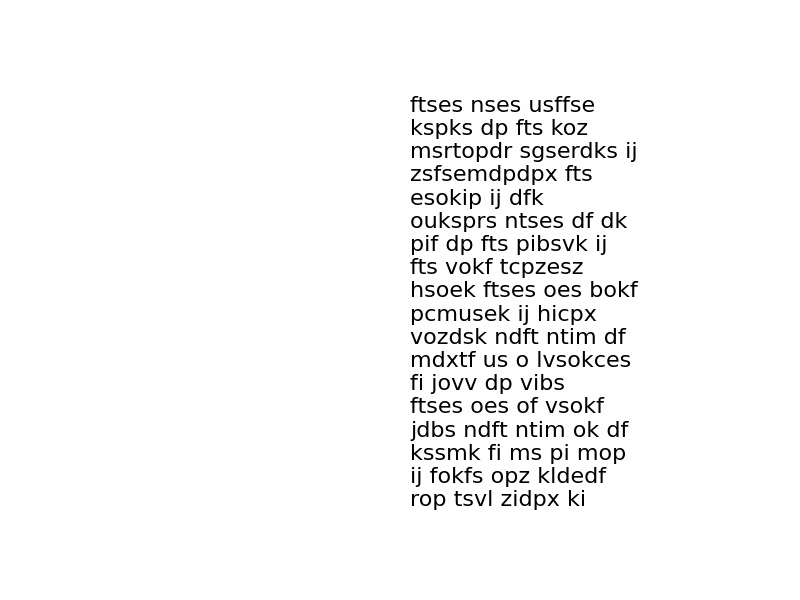 ftses nses usffse
kspks dp fts koz
msrtopdr sgserdks ij
zsfsemdpdpx fts
esokip ij dfk
ouksprs ntses df dk
pif dp fts pibsvk ij
fts vokf tcpzesz
hsoek ftses oes bokf
pcmusek ij hicpx
vozdsk ndft ntim df
mdxtf us o lvsokces
fi jovv dp vibs
ftses oes of vsokf
jdbs ndft ntim ok df
kssmk fi ms pi mop
ij fokfs opz kldedf
rop tsvl zidpx ki